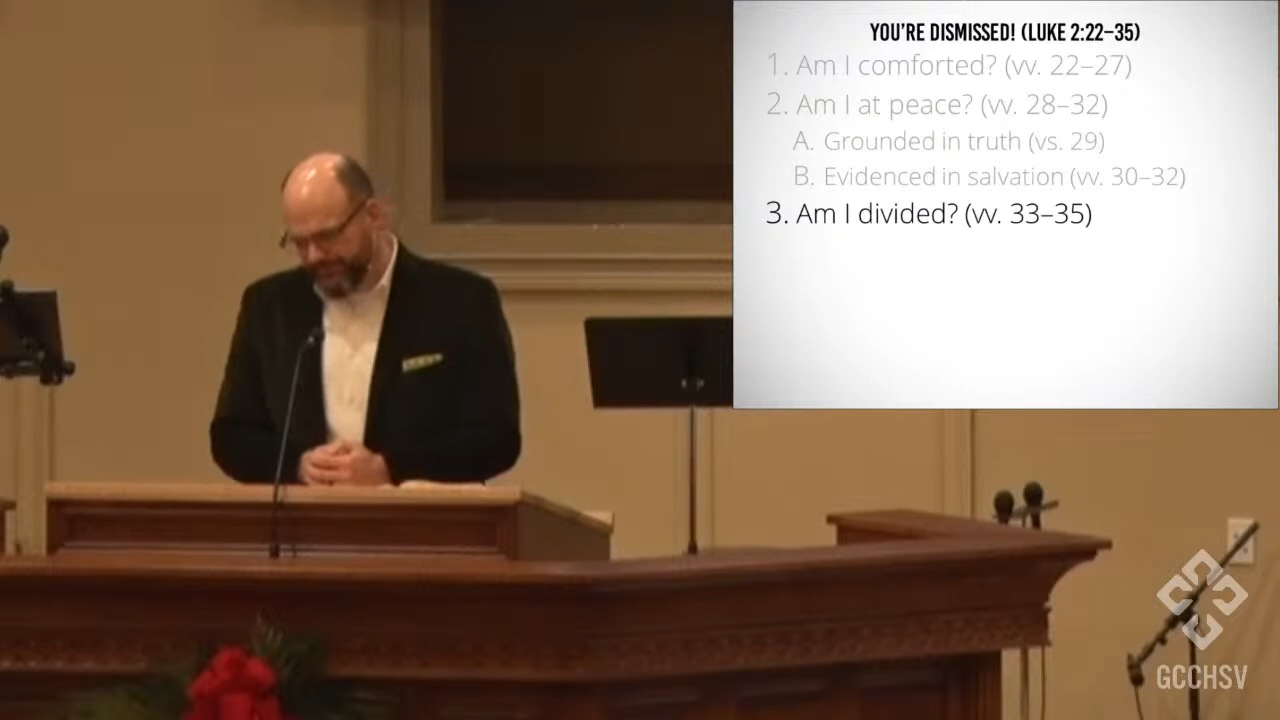 YOU'RE DISMISSED! (LUKE 2:22–35)
1. Am I comforted? (vv. 22–27)
2. Am I at peace? (vv. 28–32)
A. Grounded in truth (vs. 29)
B. Evidenced in salvation (vv. 30–32)
3. Am I divided? (vv. 33–35)
GCCHSV